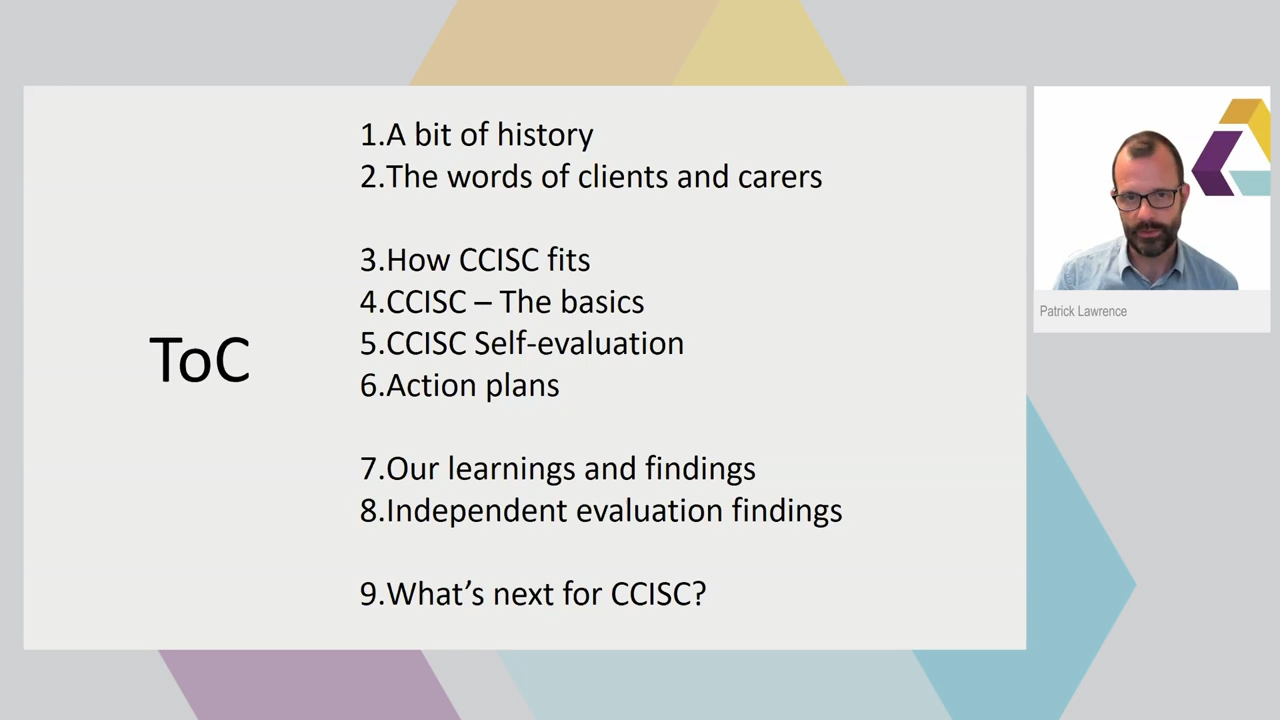 ToC
1.A bit of history
2.The words of clients and carers
3.How CCISC fits
4.CCISC – The basics
5.CCISC Self-evaluation
6.Action plans
7.Our learnings and findings
8.Independent evaluation findings
9.What’s next for CCISC?
Patrick Lawrence